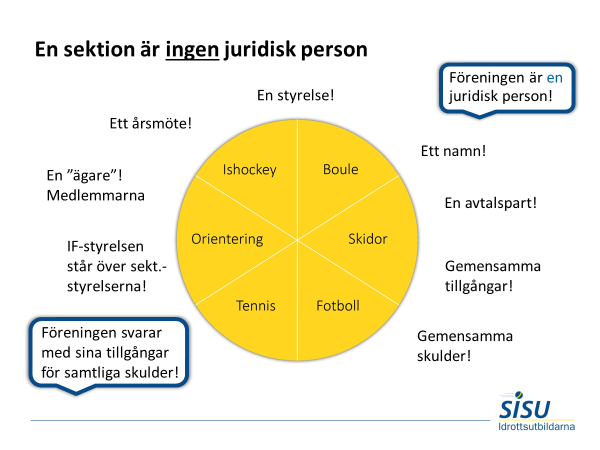 En sektion är ingen juridisk person
Föreningen är en
juridisk person!
En styrelse!
Ett årsmöte!
Ett namn!
En ”ägare”!
Medlemmarna
En avtalspart!
IF-styrelsen
står över sekt.-
styrelserna!
Gemensamma
tillgångar!
Gemensamma
skulder!
Ishockey
Boule
Orientering
Skidor
Tennis
Fotboll
Föreningen svarar
med sina tillgångar
för samtliga skulder!
SISU
Idrottsutbildarna